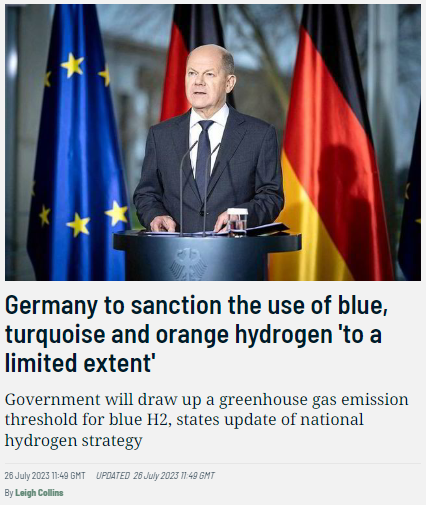 Germany to sanction the use of blue,
turquoise and orange hydrogen 'to a
limited extent'
Government will draw up a greenhouse gas emission
threshold for blue H2, states update of national
hydrogen strategy
26 July 2023 11:49 GMT UPDATED 26 July 2023 11:49 GMT
By Leigh Collins